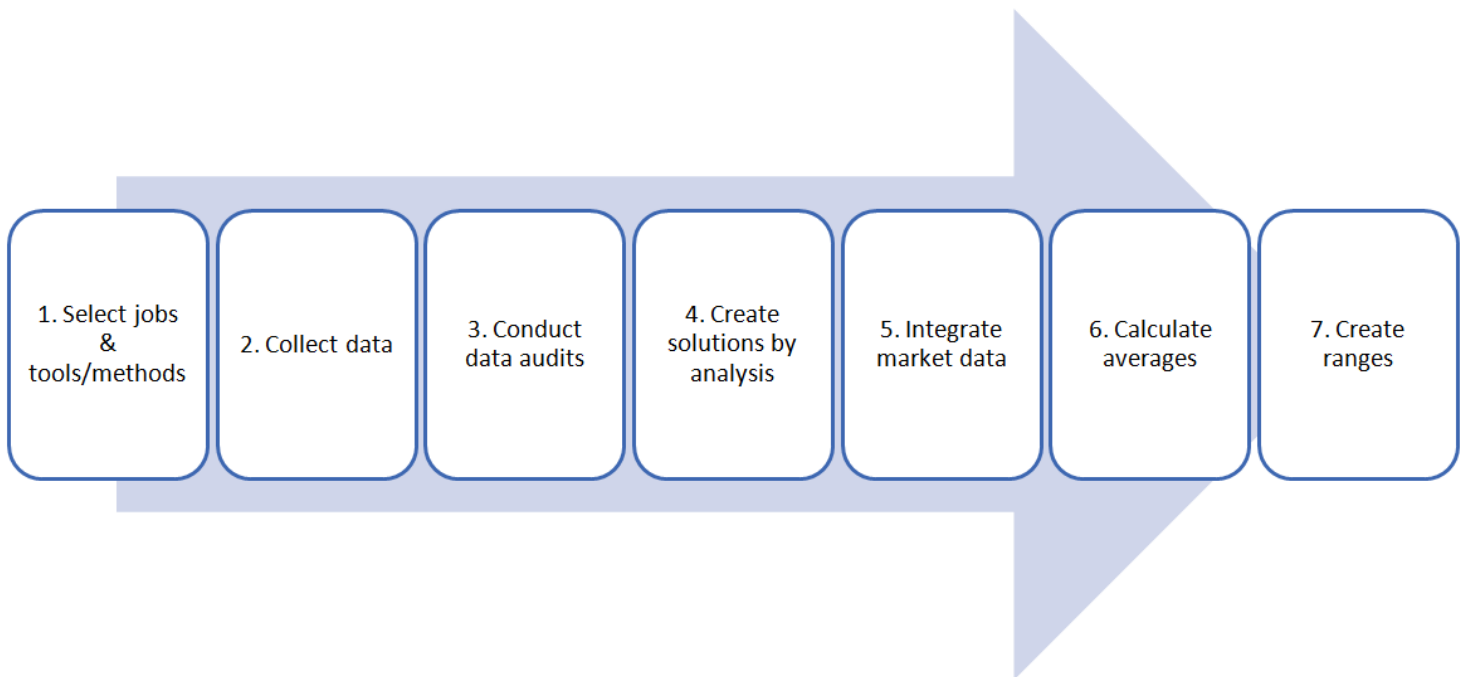 1. Select jobs
&
tools/methods
2. Collect data
3. Conduct
data audits
4. Create
solutions by
analysis
5. Integrate
market data
6. Calculate
averages
7. Create
ranges